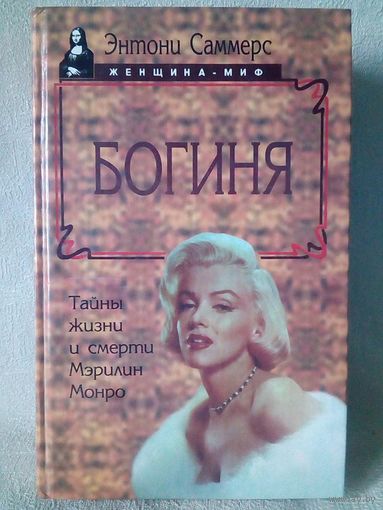 Энтони Саммерс
ЖЕНЩИНА-МИФ
БОГИНЯ
Тайны
жизни
и смерти
Мэрилин
Монро